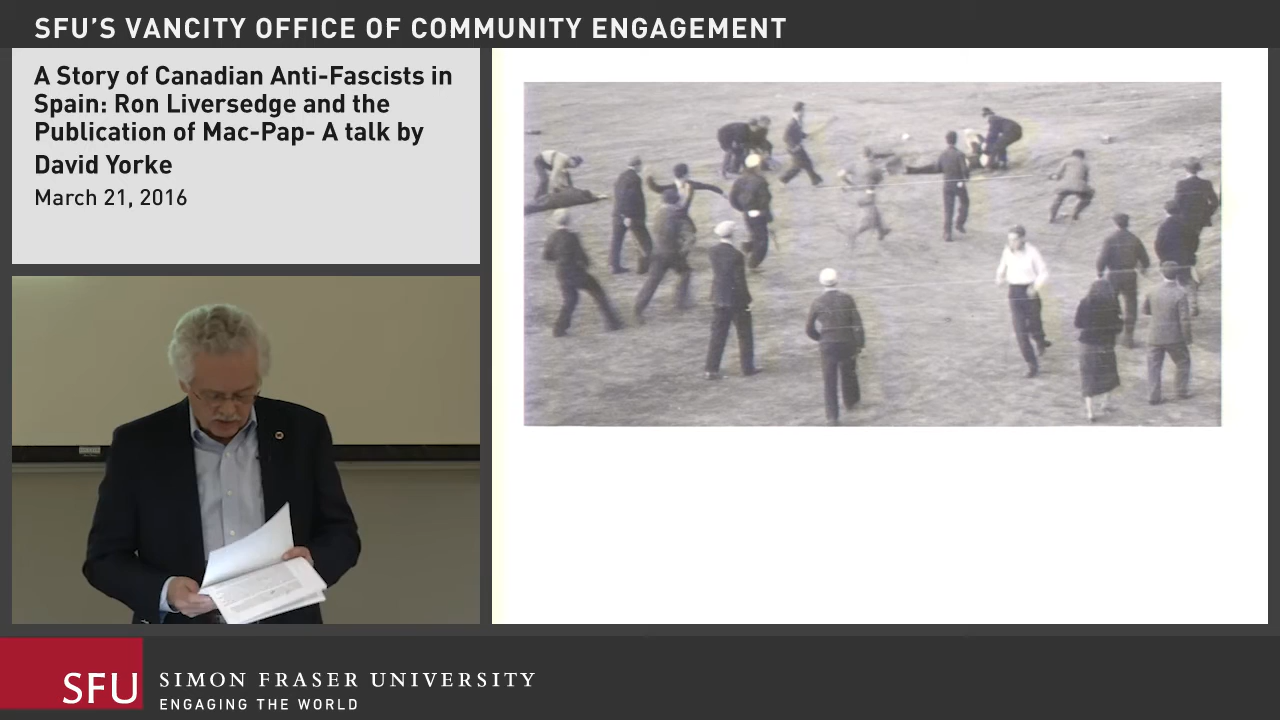 SFU'S VANCITY OFFICE OF COMMUNITY ENGAGEMENT
A Story of Canadian Anti-Fascists in
Spain: Ron Liversedge and the
Publication of Mac-Pap- A talk by
David Yorke
March 21, 2016
SFU
SIMON FRASER UNIVERSITY
ENGAGING THE WORLD